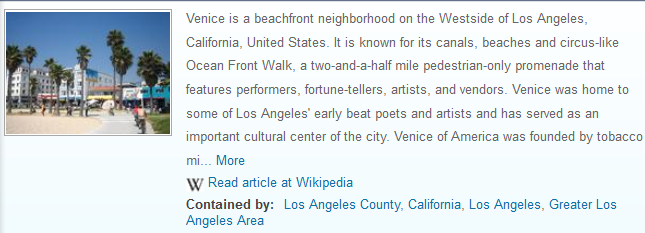 Venice is a beachfront neighborhood on the Westside of Los Angeles,
California, United States. It is known for its canals, beaches and circus-like
Ocean Front Walk, a two-and-a-half mile pedestrian-only promenade that
features performers, fortune-tellers, artists, and vendors. Venice was home to
some of Los Angeles' early beat poets and artists and has served as an
important cultural center of the city. Venice of America was founded by tobacco
mi... More
W Read article at Wikipedia
Contained by: Los Angeles County, California, Los Angeles, Greater Los
Angeles Area